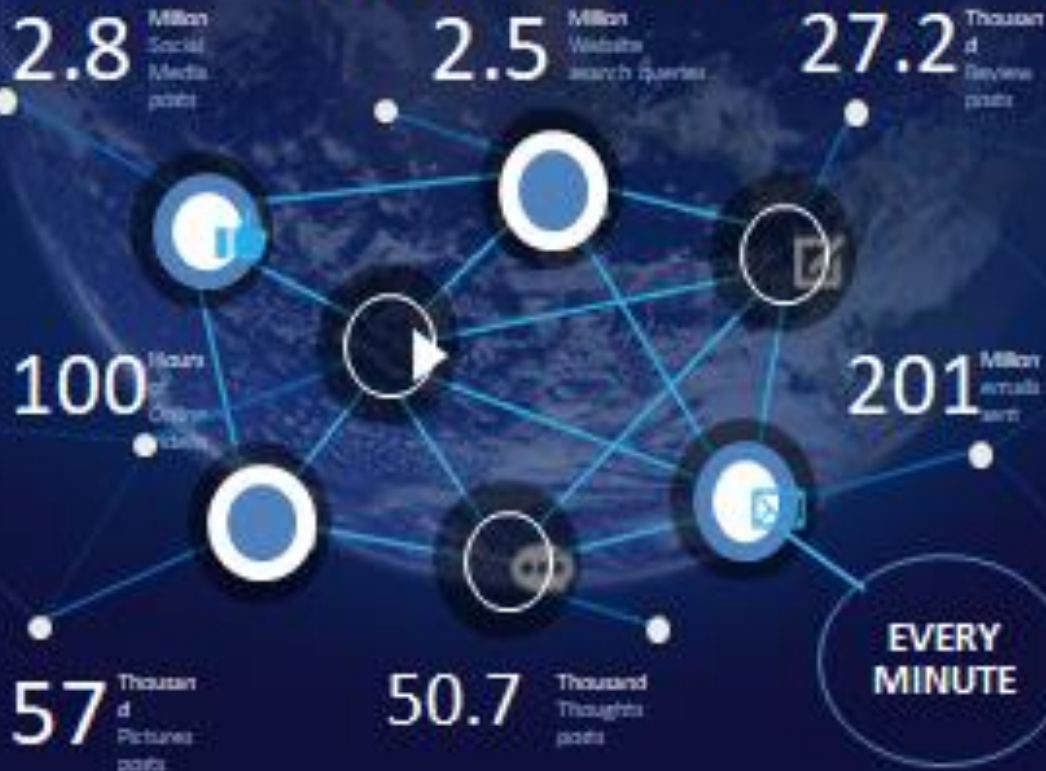 2.8
Million
Social
Media
posts
2.5
Million
Website
search queries
27.2
Thousan
d
Review
posts
100
Hours
of
Online
video
201
Million
emails
sent
57
Thousan
d
Pictures
posts
50.7
Thousand
Thoughts
posts
EVERY
MINUTE